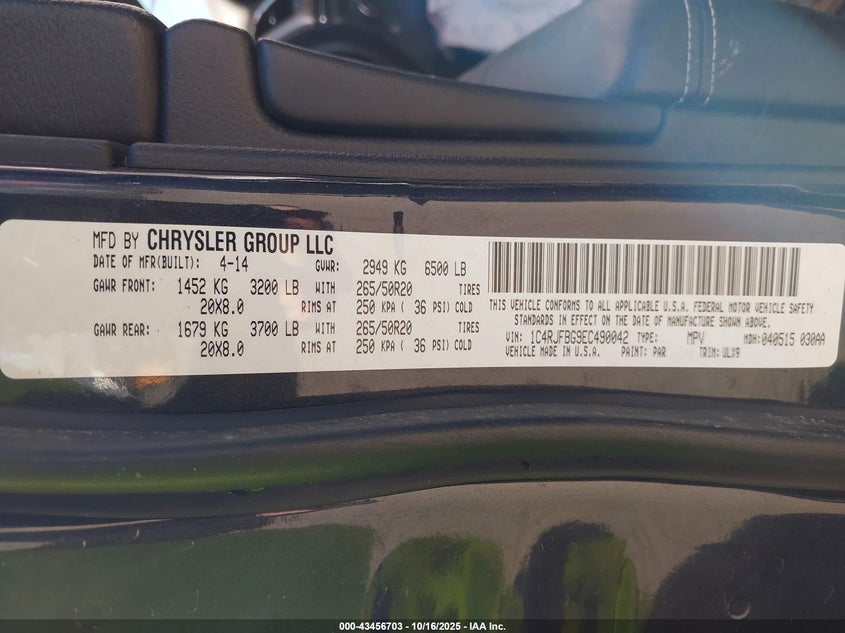 MFD BY CHRYSLER GROUP LLC
DATE OF MFR(BUILT): 4-14 GVWR: 2949 KG 6500 LB
GAWR FRONT: 1452 KG 3200 LB WITH 265/50R20 TIRES
20X8.0 RIMS AT 250 KPA ( 36 PSI) COLD
GAWR REAR: 1679 KG 3700 LB WITH 265/50R20 TIRES
20X8.0 RIMS AT 250 KPA ( 36 PSI) COLD
THIS VEHICLE CONFORMS TO ALL APPLICABLE U.S.A. FEDERAL MOTOR VEHICLE SAFETY
STANDARDS IN EFFECT ON THE DATE OF MANUFACTURE SHOWN ABOVE.
VIN: 1C4RJFBG9EC490042 TYPE: MPV MDH: 040515 030AA
VEHICLE MADE IN U.S.A. PAINT: PAR TRIM: ULX9
000-43456703 - 10/16/2025 - IAA Inc.